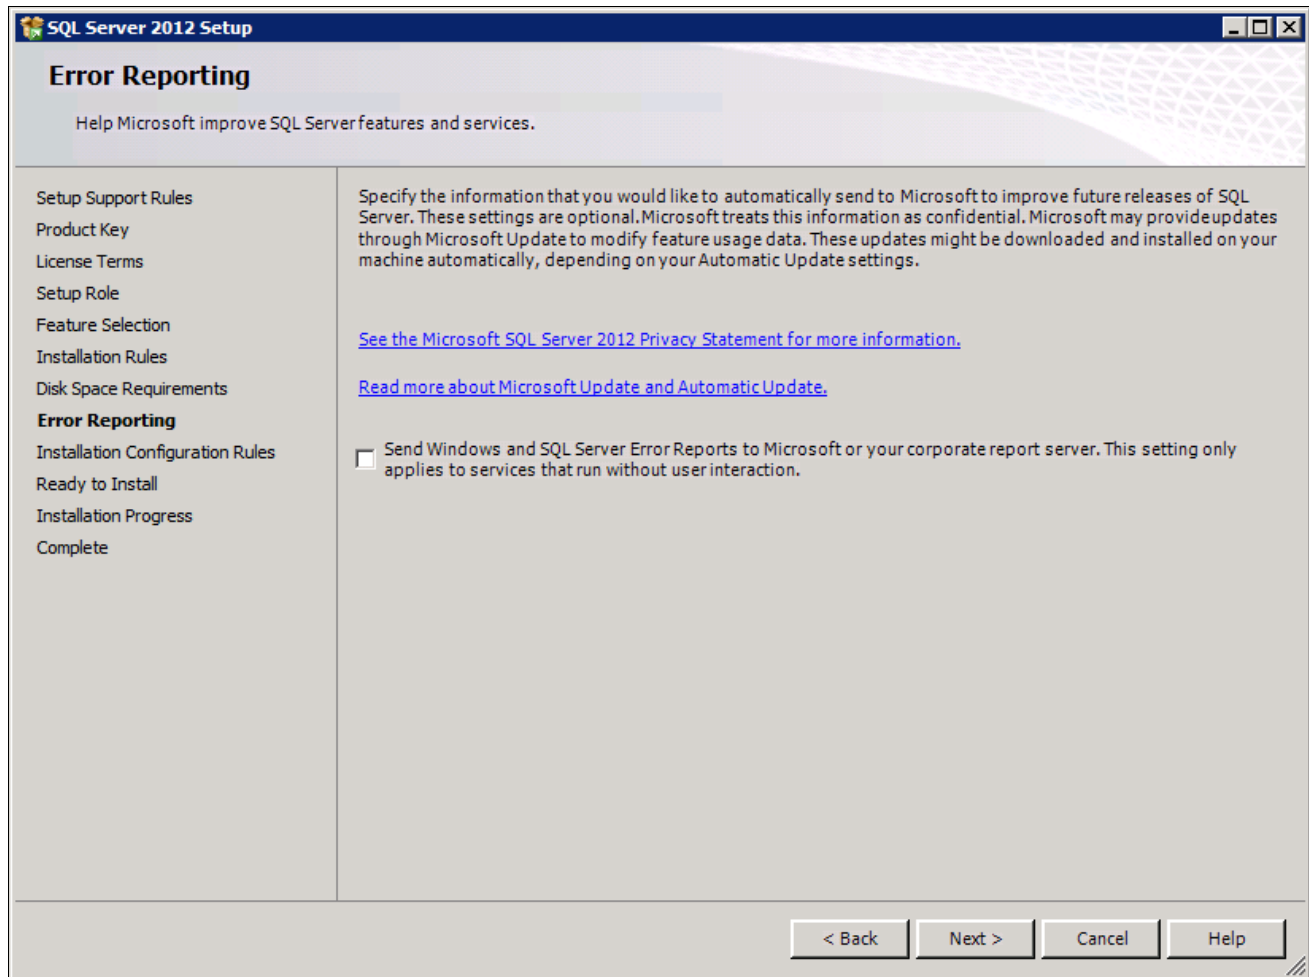 SQL Server 2012 Setup
Error Reporting
Help Microsoft improve SQL Server features and services.
Setup Support Rules
Product Key
License Terms
Setup Role
Feature Selection
Installation Rules
Disk Space Requirements
Error Reporting
Installation Configuration Rules
Ready to Install
Installation Progress
Complete
Specify the information that you would like to automatically send to Microsoft to improve future releases of SQL
Server. These settings are optional. Microsoft treats this information as confidential. Microsoft may provide updates
through Microsoft Update to modify feature usage data. These updates might be downloaded and installed on your
machine automatically, depending on your Automatic Update settings.
See the Microsoft SQL Server 2012 Privacy Statement for more information.
Read more about Microsoft Update and Automatic Update.
Send Windows and SQL Server Error Reports to Microsoft or your corporate report server. This setting only
applies to services that run without user interaction.
< Back
Next >
Cancel
Help